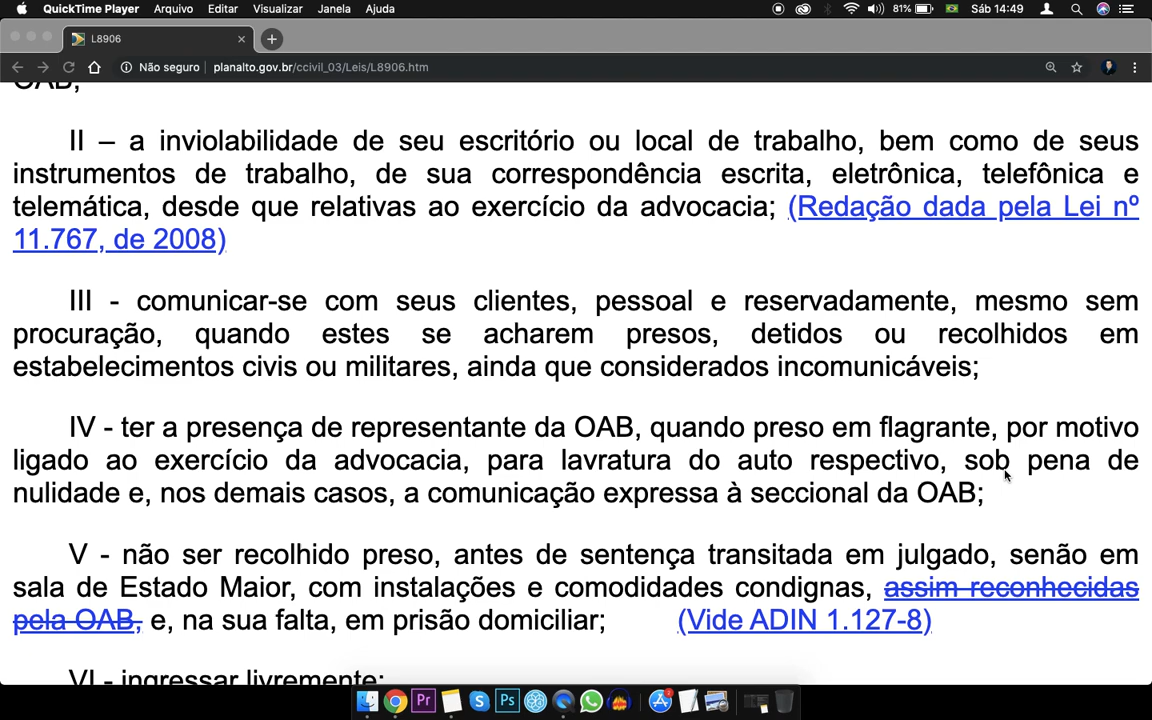 QuickTime Player Arquivo Editar Visualizar Janela Ajuda 81% Sáb 14:49
L8906
Não seguro planalto.gov.br/ccivil_03/Leis/L8906.htm
OAB;
II – a inviolabilidade de seu escritório ou local de trabalho, bem como de seus
instrumentos de trabalho, de sua correspondência escrita, eletrônica, telefônica e
telemática, desde que relativas ao exercício da advocacia; (Redação dada pela Lei nº
11.767, de 2008)
III - comunicar-se com seus clientes, pessoal e reservadamente, mesmo sem
procuração, quando estes se acharem presos, detidos ou recolhidos em
estabelecimentos civis ou militares, ainda que considerados incomunicáveis;
IV - ter a presença de representante da OAB, quando preso em flagrante, por motivo
ligado ao exercício da advocacia, para lavratura do auto respectivo, sob pena de
nulidade e, nos demais casos, a comunicação expressa à seccional da OAB;
V - não ser recolhido preso, antes de sentença transitada em julgado, senão em
sala de Estado Maior, com instalações e comodidades condignas, assim reconhecidas
pela OAB, e, na sua falta, em prisão domiciliar; (Vide ADIN 1.127-8)
VI - ingressar livremente:
Pr Ps